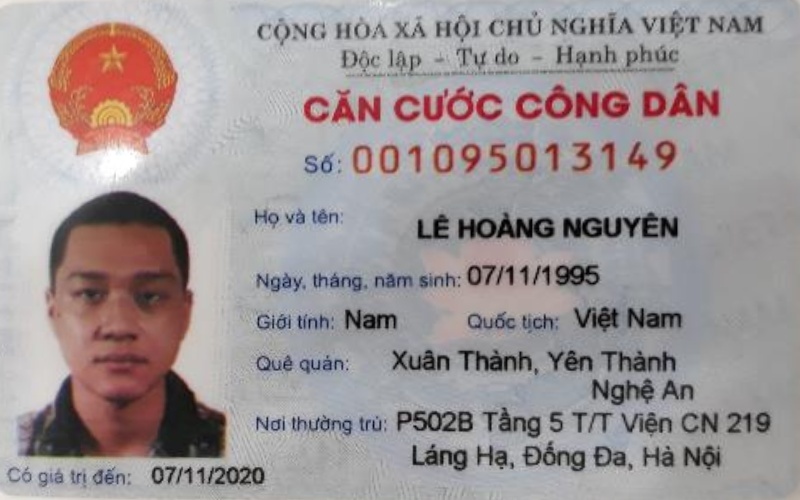 CỘNG HÒA XÃ HỘI CHỦ NGHĨA VIỆT NAM
Độc lập - Tự do - Hạnh phúc
CĂN CƯỚC CÔNG DÂN
Số: 001095013149
Họ và tên: LÊ HOÀNG NGUYÊN
Ngày, tháng, năm sinh: 07/11/1995
Giới tính: Nam Quốc tịch: Việt Nam
Quê quán: Xuân Thành, Yên Thành
Nghệ An
Nơi thường trú: P502B Tầng 5 T/T Viện CN 219
Láng Hạ, Đống Đa, Hà Nội
Có giá trị đến: 07/11/2020